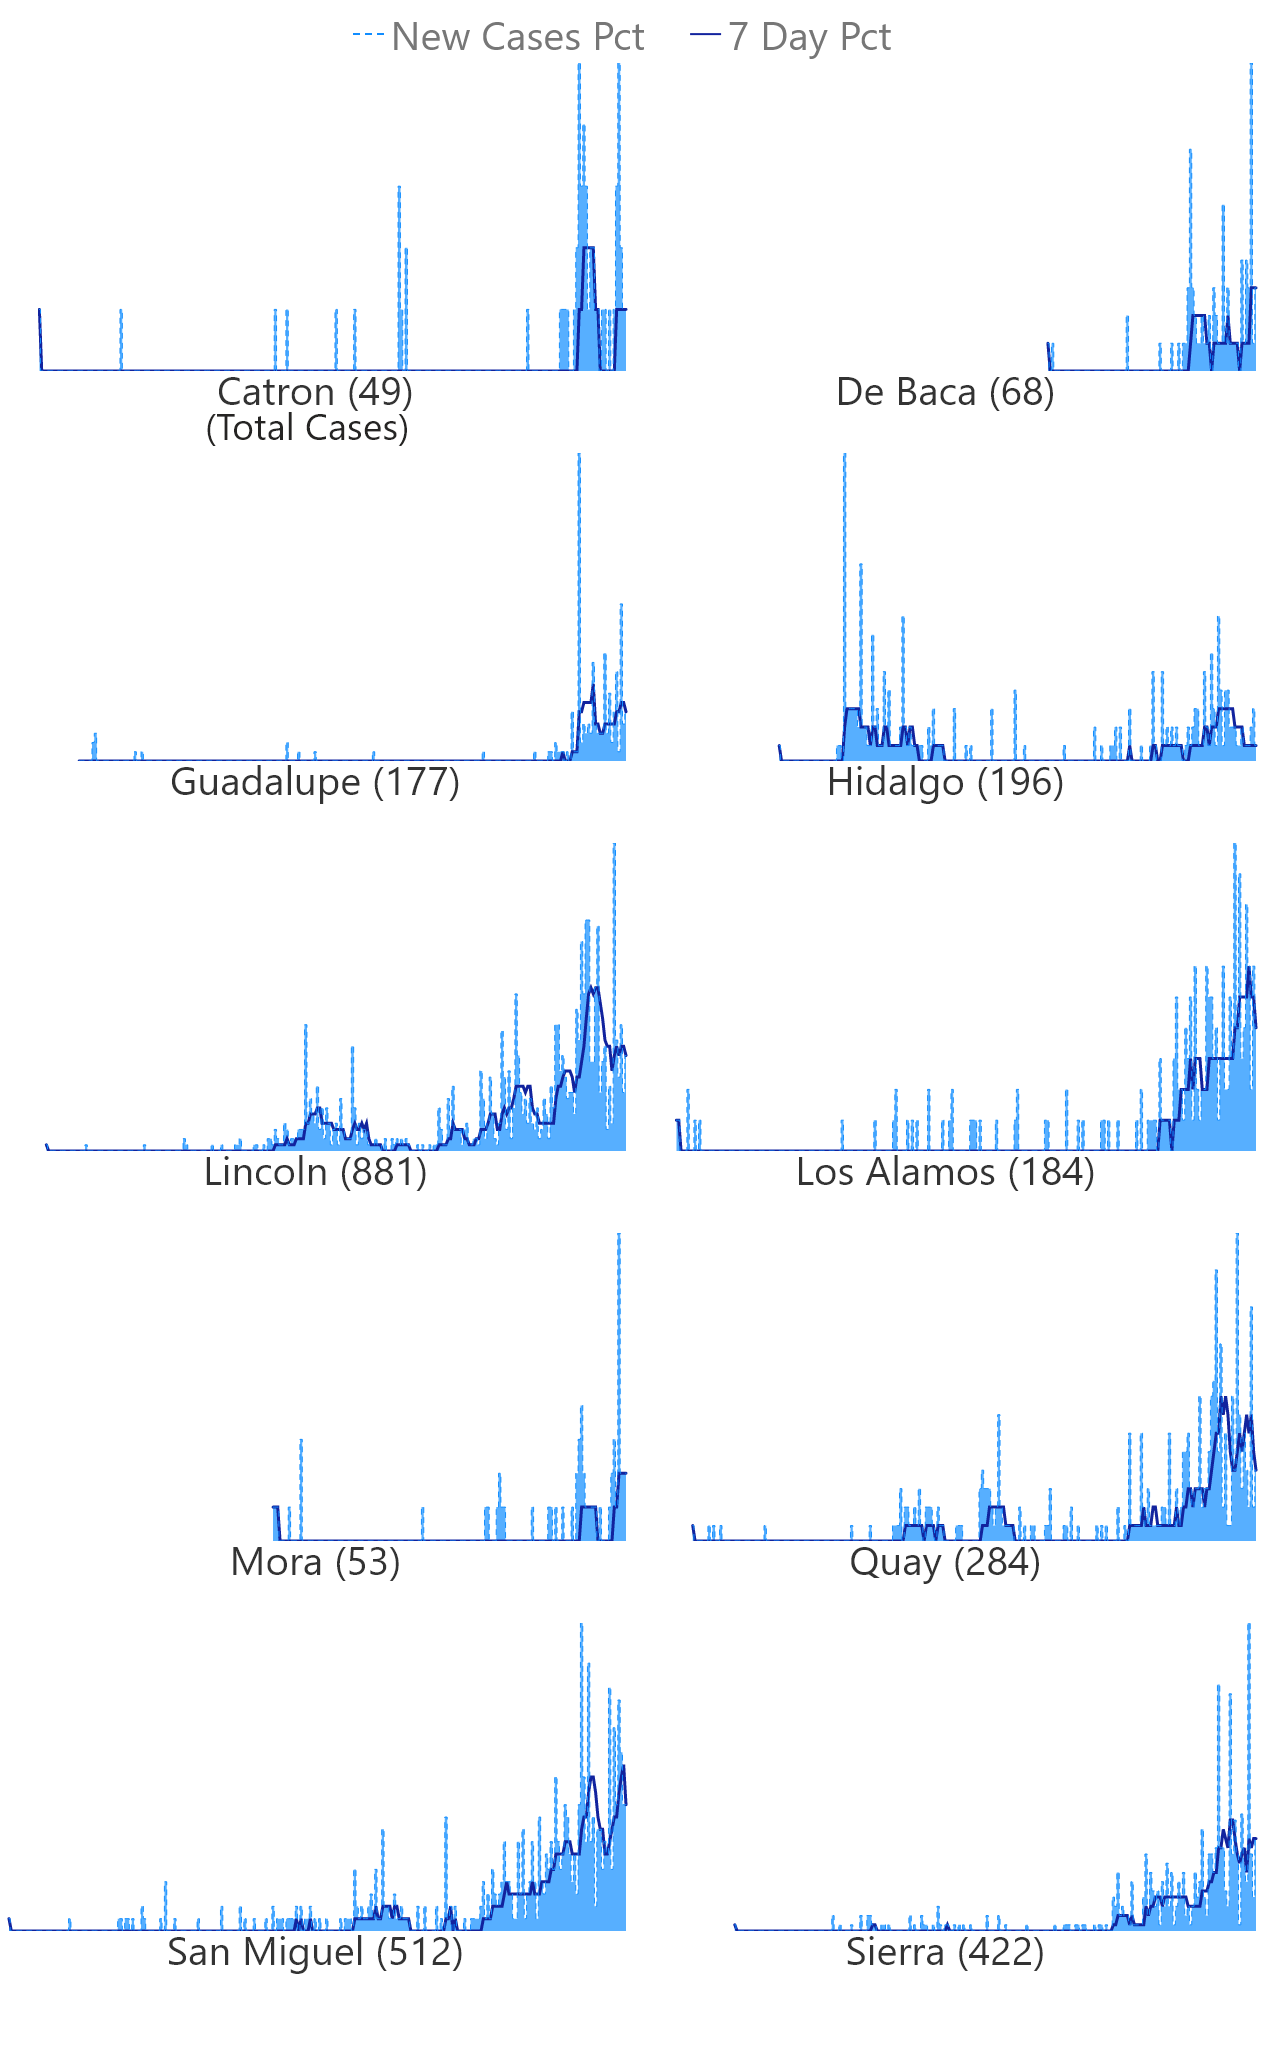 New Cases Pct 7 Day Pct
Catron (49)
(Total Cases)
De Baca (68)
Guadalupe (177)
Hidalgo (196)
Lincoln (881)
Los Alamos (184)
Mora (53)
Quay (284)
San Miguel (512)
Sierra (422)